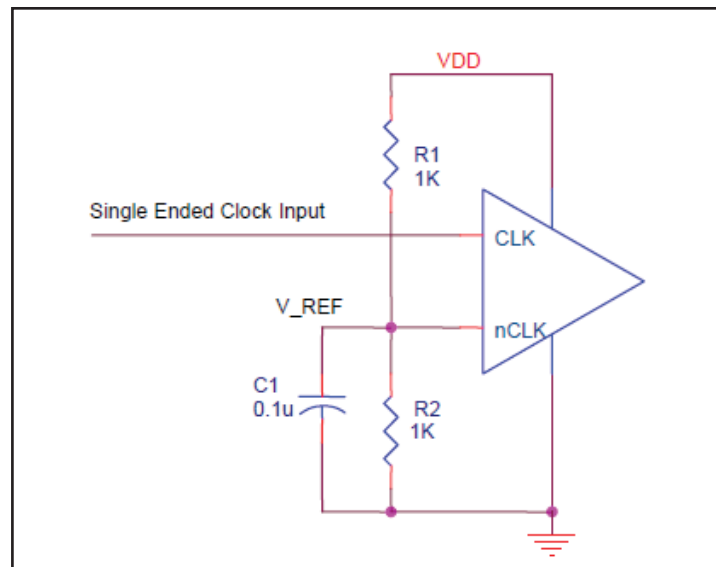 VDD
R1
1K
Single Ended Clock Input
CLK
V_REF
nCLK
C1
0.1u
R2
1K